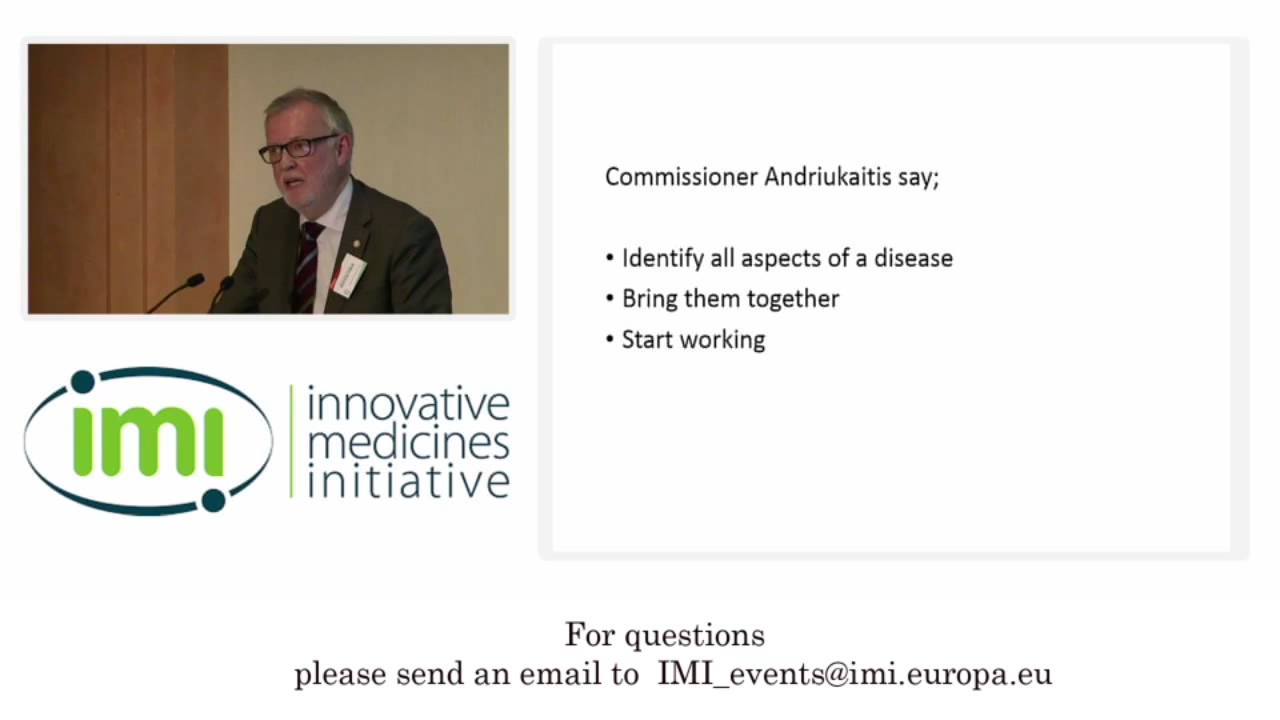 Commissioner Andriukaitis say;
• Identify all aspects of a disease
• Bring them together
• Start working
imi
innovative
medicines
initiative
For questions
please send an email to IMI_events@imi.europa.eu